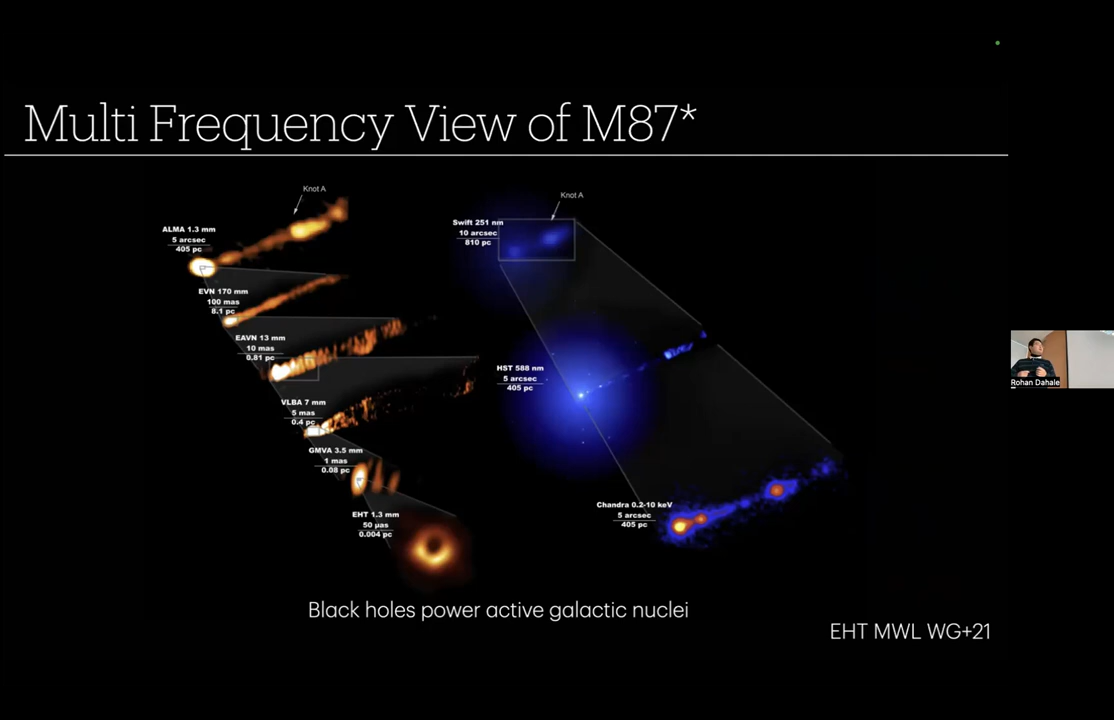 Multi Frequency View of M87*
Knot A
ALMA 1.3 mm
5 arcsec
405 pc
EVN 170 mm
100 mas
8.1 pc
EAVN 13 mm
10 mas
0.81 pc
VLBA 7 mm
5 mas
0.4 pc
GMVA 3.5 mm
1 mas
0.08 pc
EHT 1.3 mm
50 µas
0.004 pc
Knot A
Swift 251 nm
10 arcsec
810 pc
HST 588 nm
5 arcsec
405 pc
Chandra 0.2-10 keV
5 arcsec
405 pc
Black holes power active galactic nuclei
EHT MWL WG+21
Rohan Dahale